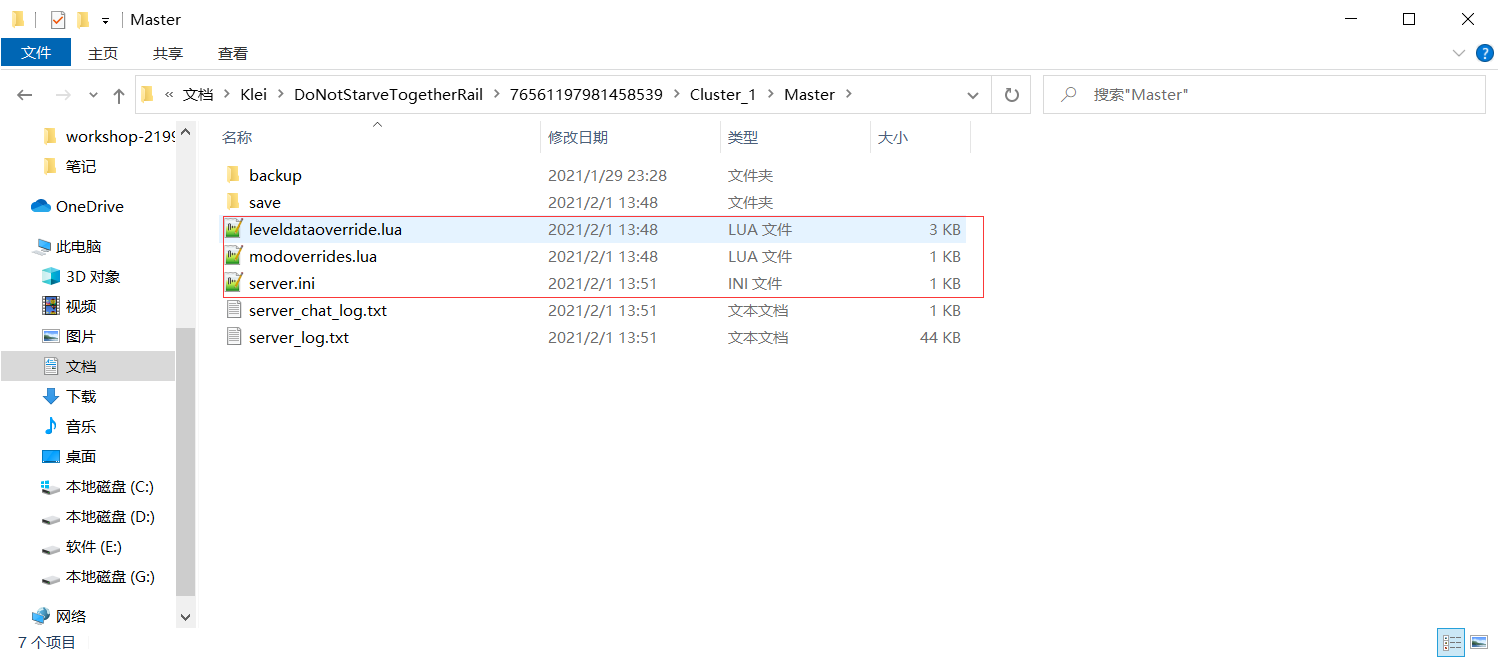 Master
文件 主页 共享 查看
« 文档 Klei DoNotStarveTogetherRail 76561197981458539 Cluster_1 Master 搜索"Master"
workshop-2199
笔记
OneDrive
此电脑
3D 对象
视频
图片
文档
下载
音乐
桌面
本地磁盘 (C:)
本地磁盘 (D:)
软件 (E:)
本地磁盘 (G:)
网络
名称 修改日期 类型 大小
backup 2021/1/29 23:28 文件夹
save 2021/2/1 13:48 文件夹
leveldataoverride.lua 2021/2/1 13:48 LUA 文件 3 KB
modoverrides.lua 2021/2/1 13:48 LUA 文件 1 KB
server.ini 2021/2/1 13:51 INI 文件 1 KB
server_chat_log.txt 2021/2/1 13:51 文本文档 1 KB
server_log.txt 2021/2/1 13:51 文本文档 44 KB
7 个项目